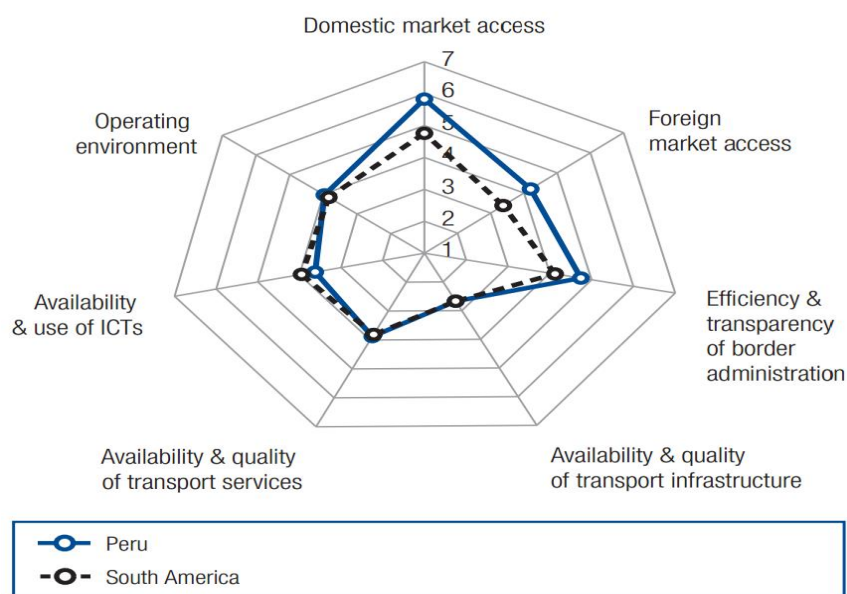 Domestic market access
7
6
5
4
3
2
1
Operating
environment
Foreign
market access
Availability
& use of ICTs
Efficiency &
transparency
of border
administration
Availability & quality
of transport services
Availability & quality
of transport infrastructure
Peru
South America